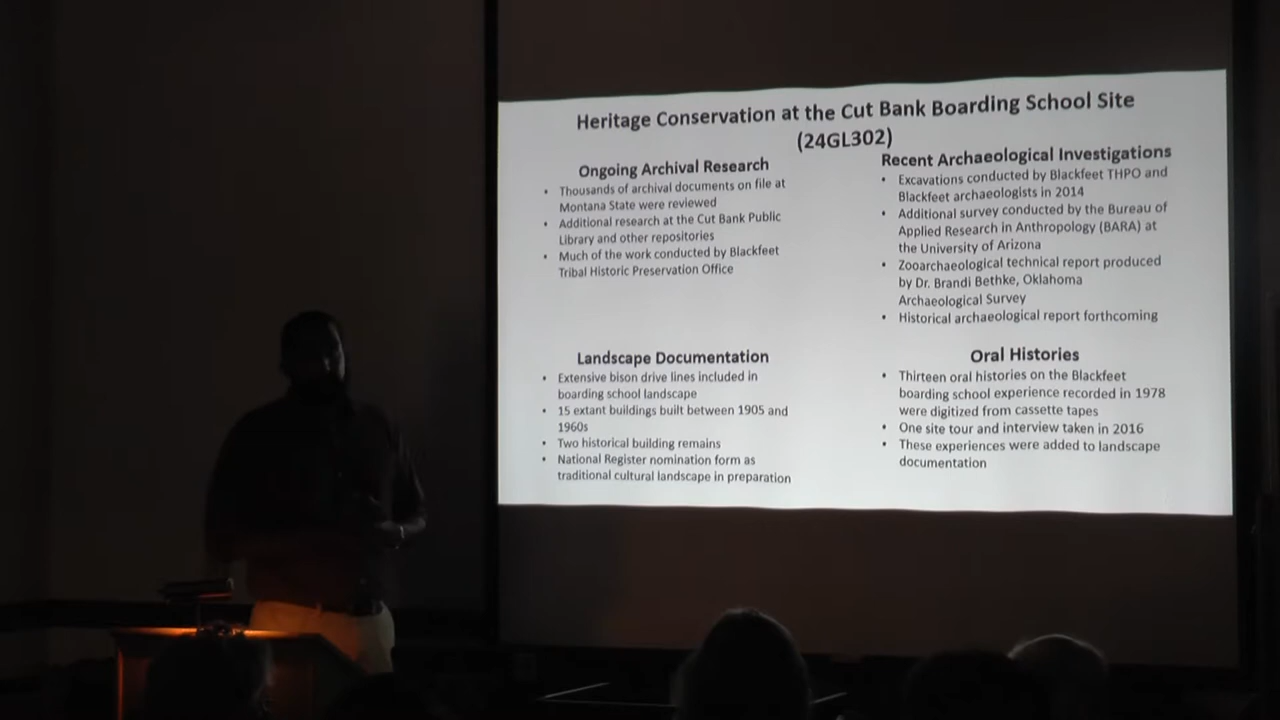 Heritage Conservation at the Cut Bank Boarding School Site
(24GL302)
Ongoing Archival Research
• Thousands of archival documents on file at
Montana State were reviewed
• Additional research at the Cut Bank Public
Library and other repositories
• Much of the work conducted by Blackfeet
Tribal Historic Preservation Office
Recent Archaeological Investigations
• Excavations conducted by Blackfeet THPO and
Blackfeet archaeologists in 2014
• Additional survey conducted by the Bureau of
Applied Research in Anthropology (BARA) at
the University of Arizona
• Zooarchaeological technical report produced
by Dr. Brandi Bethke, Oklahoma
Archaeological Survey
• Historical archaeological report forthcoming
Landscape Documentation
• Extensive bison drive lines included in
boarding school landscape
• 15 extant buildings built between 1905 and
1960s
• Two historical building remains
• National Register nomination form as
traditional cultural landscape in preparation
Oral Histories
• Thirteen oral histories on the Blackfeet
boarding school experience recorded in 1978
were digitized from cassette tapes
• One site tour and interview taken in 2016
• These experiences were added to landscape
documentation